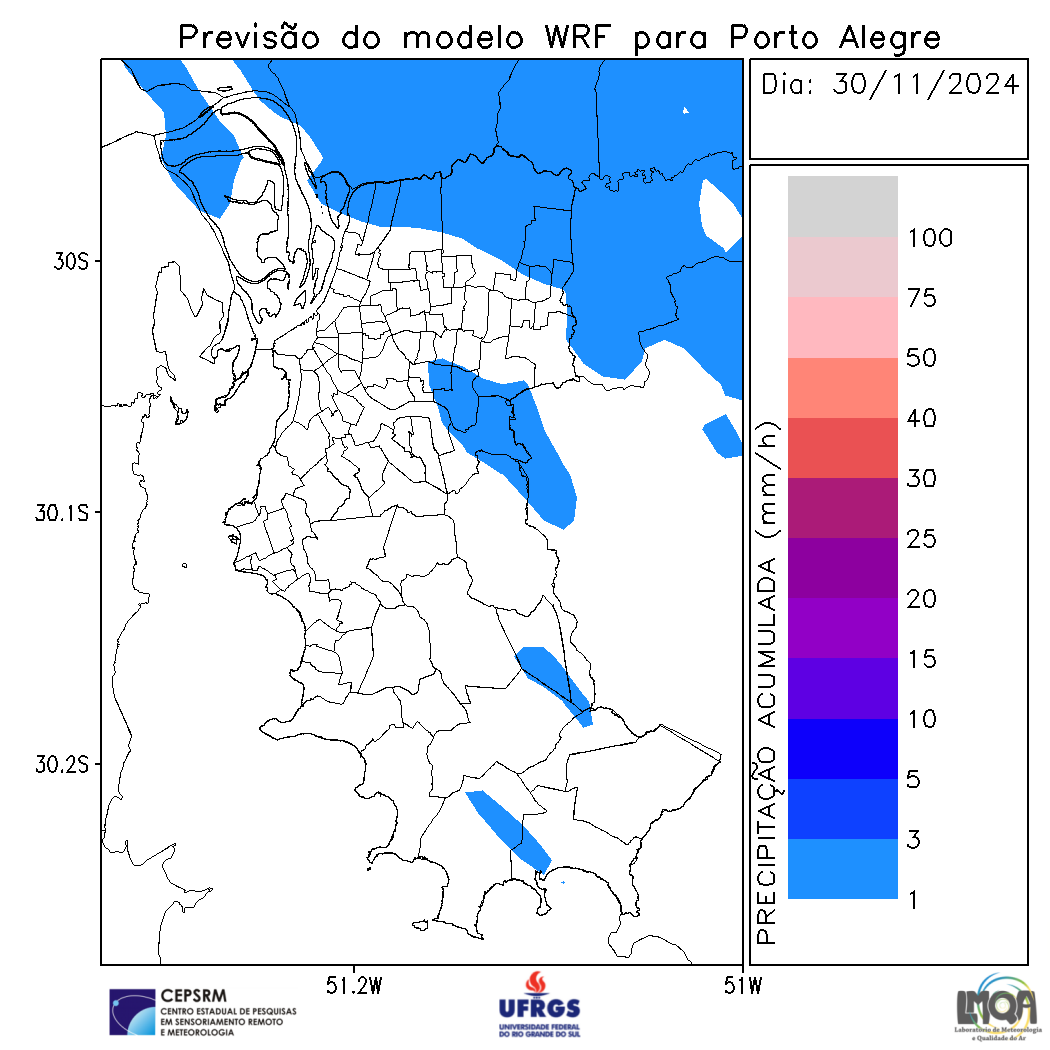 Previsão do modelo WRF para Porto Alegre
Dia: 30/11/2024
30S
30.1S
30.2S
51.2W
51W
PRECIPITAÇÃO ACUMULADA (mm/h)
100
75
50
40
30
25
20
15
10
5
3
1
CEPSRM
CENTRO ESTADUAL DE PESQUISAS
EM SENSORIAMENTO REMOTO
E METEOROLOGIA
UFRGS
UNIVERSIDADE FEDERAL
DO RIO GRANDE DO SUL
LMQA
Laboratório de Meteorologia
e Qualidade do Ar